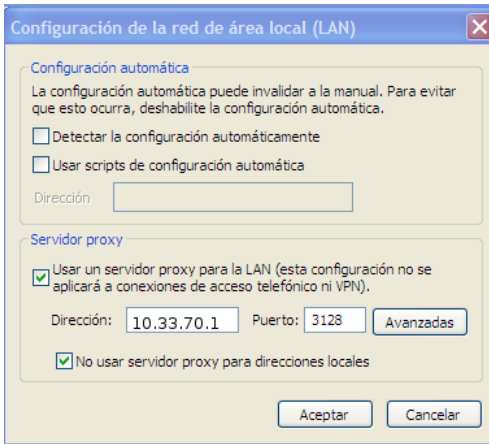 Configuración de la red de área local (LAN)
Configuración automática
La configuración automática puede invalidar a la manual. Para evitar
que esto ocurra, deshabilite la configuración automática.
Detectar la configuración automáticamente
Usar scripts de configuración automática
Dirección
Servidor proxy
Usar un servidor proxy para la LAN (esta configuración no se
aplicará a conexiones de acceso telefónico ni VPN).
Dirección: 10.33.70.1 Puerto: 3128 Avanzadas
No usar servidor proxy para direcciones locales
Aceptar Cancelar